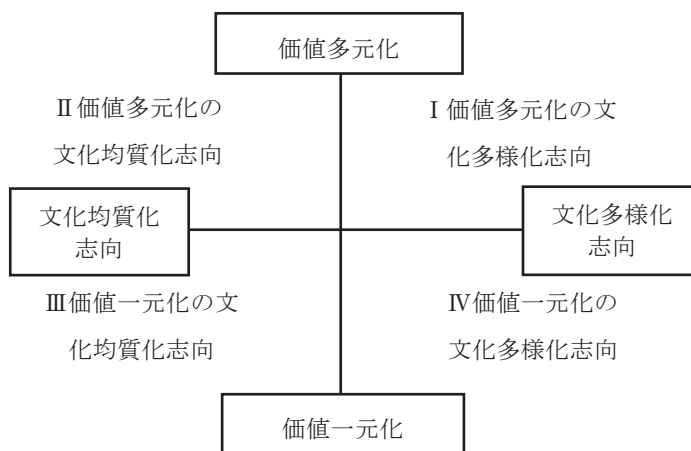 価値多元化
Ⅱ価値多元化の
文化均質化志向
Ⅰ価値多元化の文
化多様化志向
文化均質化
志向
文化多様化
志向
Ⅲ価値一元化の文
化均質化志向
Ⅳ価値一元化の
文化多様化志向
価値一元化